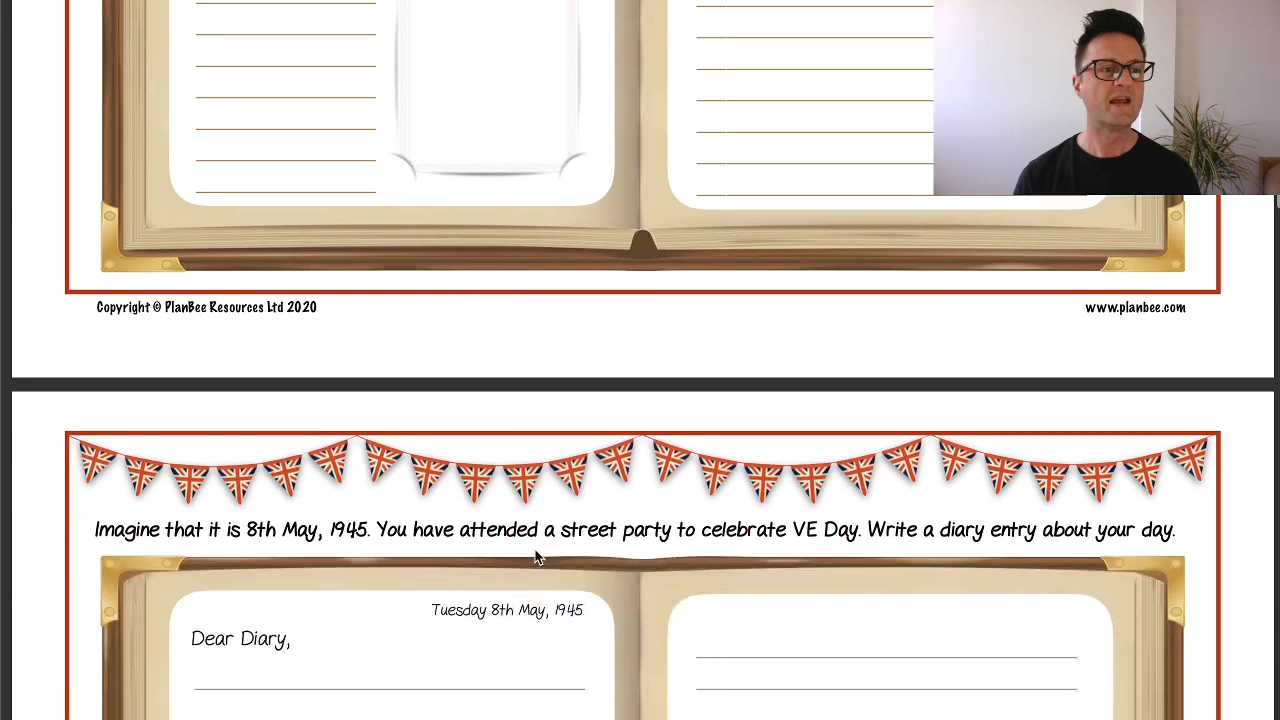 Copyright © PlanBee Resources Ltd 2020
www.planbee.com
Imagine that it is 8th May, 1945. You have attended a street party to celebrate VE Day. Write a diary entry about your day.
Tuesday 8th May, 1945
Dear Diary,